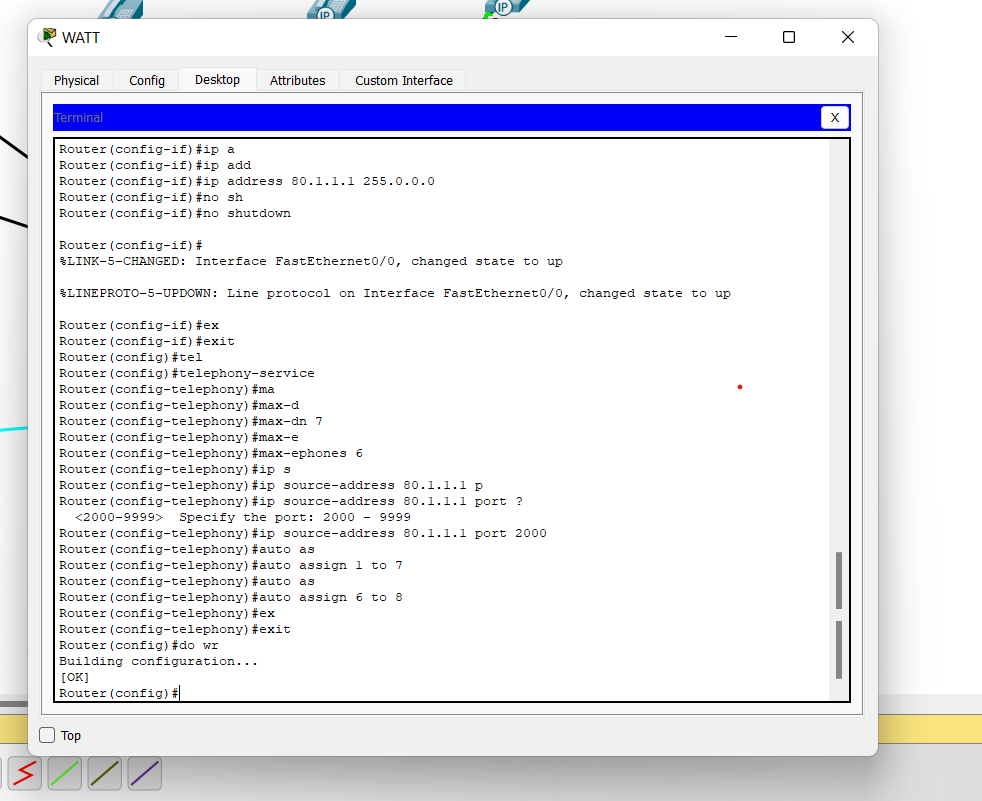 IP
IP
WATT
Physical
Config
Desktop
Attributes
Custom Interface
Terminal
X
Router(config-if)#ip a
Router(config-if)#ip add
Router(config-if)#ip address 80.1.1.1 255.0.0.0
Router(config-if)#no sh
Router(config-if)#no shutdown
Router(config-if)#
%LINK-5-CHANGED: Interface FastEthernet0/0, changed state to up
%LINEPROTO-5-UPDOWN: Line protocol on Interface FastEthernet0/0, changed state to up
Router(config-if)#ex
Router(config-if)#exit
Router(config)#tel
Router(config)#telephony-service
Router(config-telephony)#ma
Router(config-telephony)#max-d
Router(config-telephony)#max-dn 7
Router(config-telephony)#max-e
Router(config-telephony)#max-ephones 6
Router(config-telephony)#ip s
Router(config-telephony)#ip source-address 80.1.1.1 p
Router(config-telephony)#ip source-address 80.1.1.1 port ?
<2000-9999> Specify the port: 2000 - 9999
Router(config-telephony)#ip source-address 80.1.1.1 port 2000
Router(config-telephony)#auto as
Router(config-telephony)#auto assign 1 to 7
Router(config-telephony)#auto as
Router(config-telephony)#auto assign 6 to 8
Router(config-telephony)#ex
Router(config-telephony)#exit
Router(config)#do wr
Building configuration...
[OK]
Router(config)#
Top